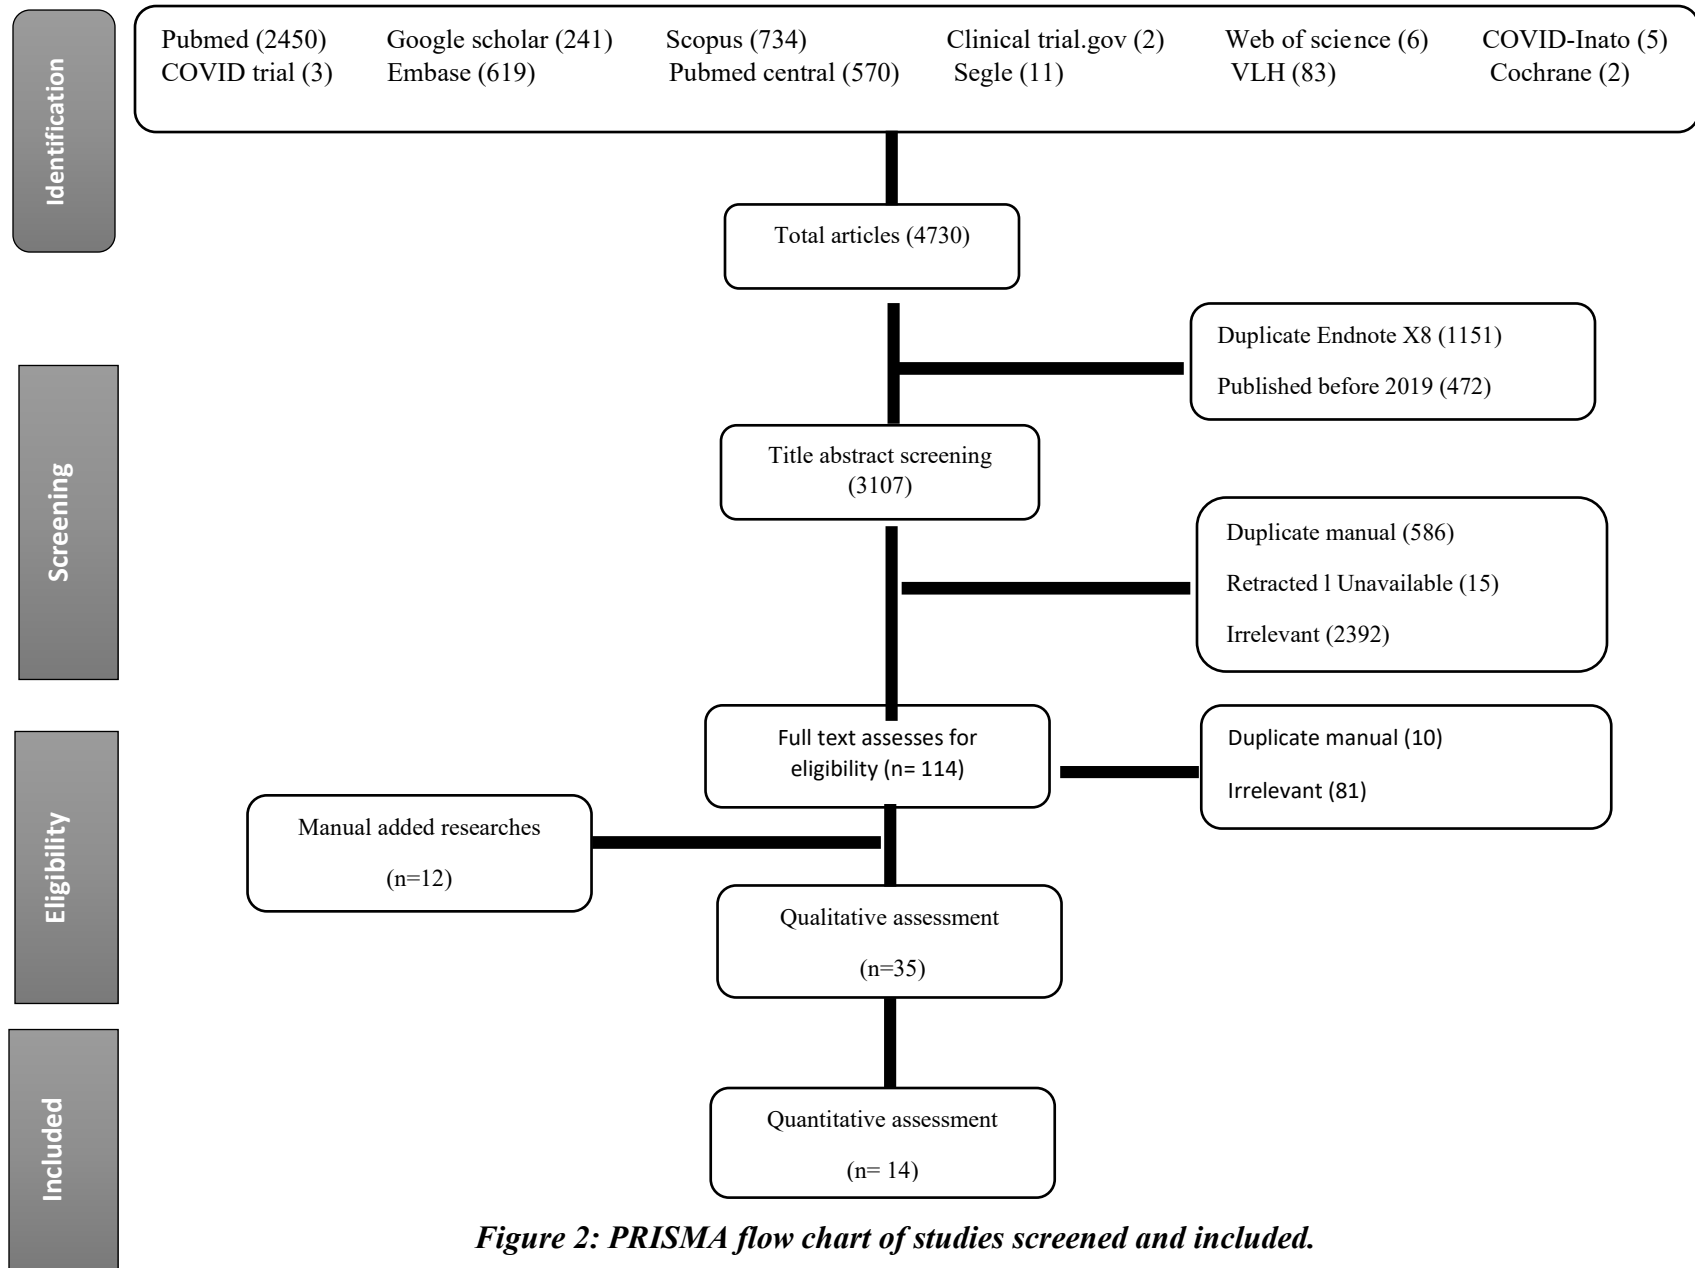 Identification
Pubmed (2450) Google scholar (241) Scopus (734) Clinical trial.gov (2) Web of science (6) COVID-Inato (5)
COVID trial (3) Embase (619) Pubmed central (570) Segle (11) VLH (83) Cochrane (2)
Total articles (4730)
Duplicate Endnote X8 (1151)
Published before 2019 (472)
Screening
Title abstract screening
(3107)
Duplicate manual (586)
Retracted l Unavailable (15)
Irrelevant (2392)
Eligibility
Full text assesses for
eligibility (n= 114)
Duplicate manual (10)
Irrelevant (81)
Manual added researches
(n=12)
Qualitative assessment
(n=35)
Included
Quantitative assessment
(n= 14)
Figure 2: PRISMA flow chart of studies screened and included.